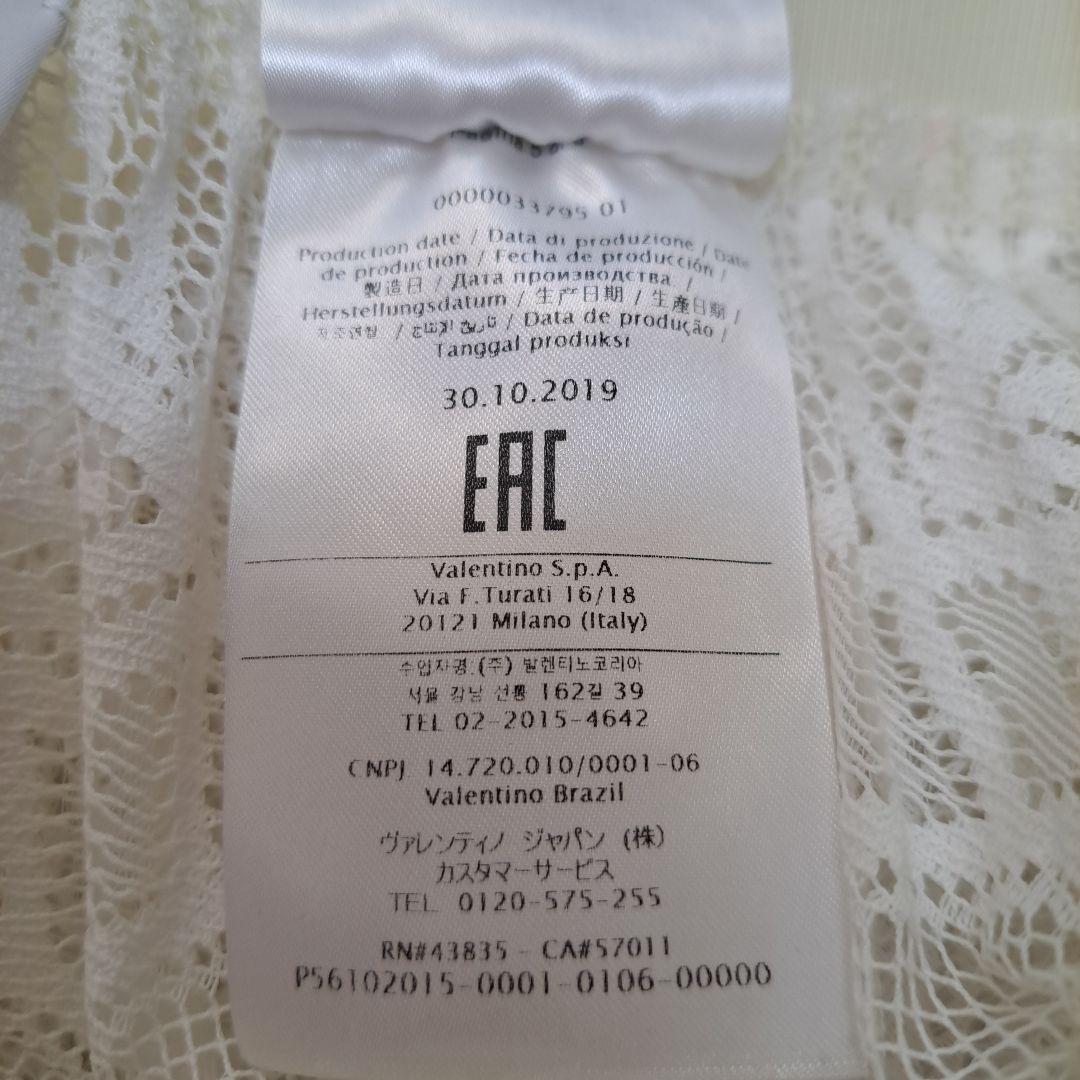 0000033795 01
Production date / Data di produzione / Date
de production / Fecha de producción /
製造日 / Дата производства /
Herstellungsdatum / 生产日期 / 生產日期 /
/ Data de produção /
Tanggal produksi
30.10.2019
EAC
Valentino S.p.A.
Via F.Turati 16/18
20121 Milano (Italy)
수입자명:(주) 발렌티노코리아
서울 강남 선릉 162길 39
TEL 02-2015-4642
CNPJ 14.720.010/0001-06
Valentino Brazil
ヴァレンティノ ジャパン (株)
カスタマーサービス
TEL 0120-575-255
RN#43835 - CA#57011
P56102015-0001-0106-00000